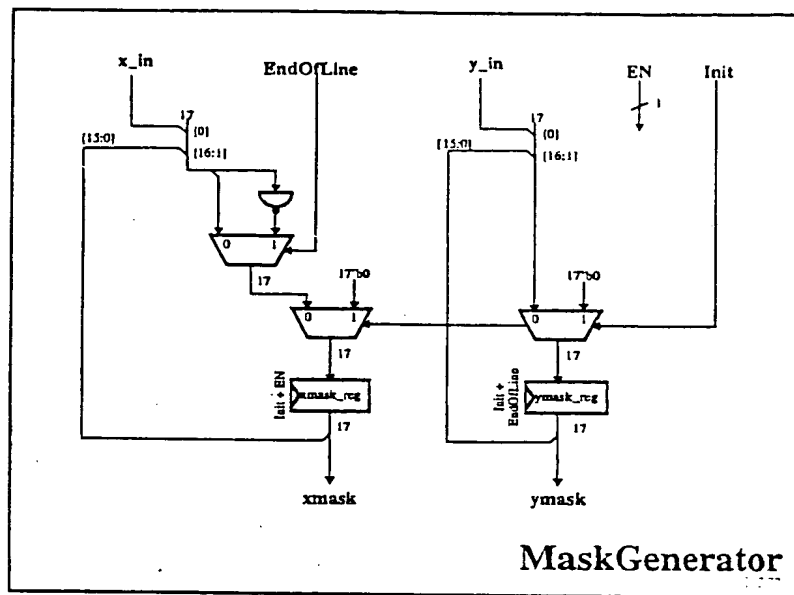 x_in
EndOfLine
y_in
EN
Init
17
[0]
[15:0]
[16:1]
17
[0]
[15:0]
[16:1]
1
0 1
17
17'b0
0 1
17'b0
0 1
17
17
Init + EN
xmask_reg
Init +
EndOfLine
ymask_reg
17
17
xmask
ymask
MaskGenerator